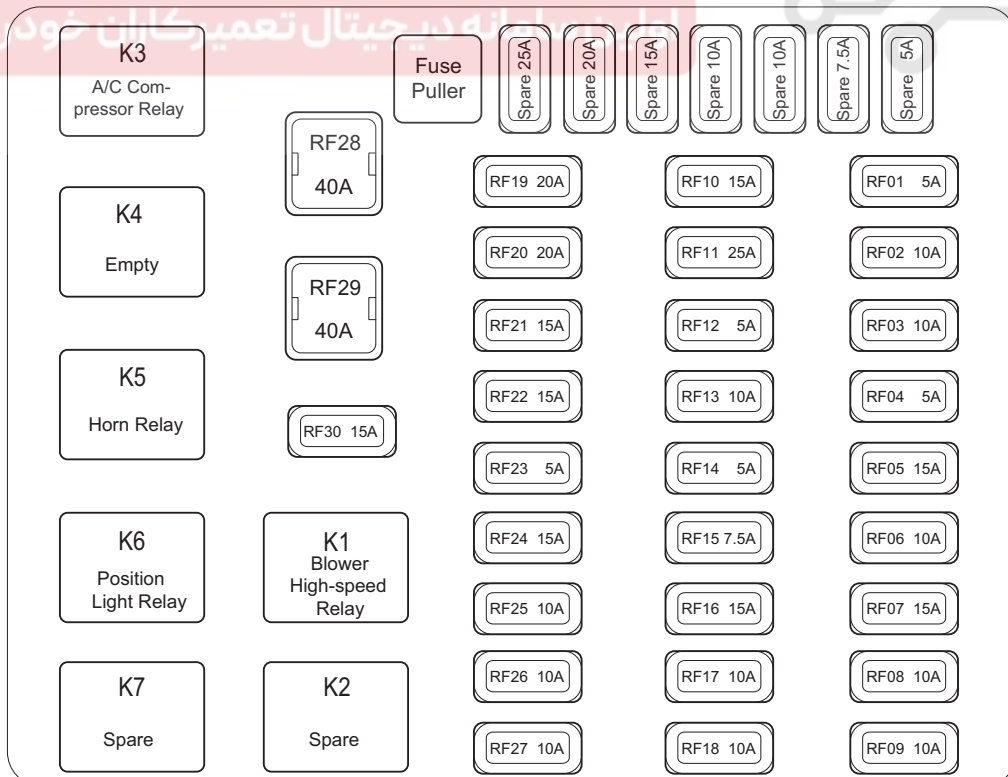 اولین سامانه دیجیتال تعمیرکاران خودر
K3
A/C Com-
pressor Relay
Fuse
Puller
Spare 25A
Spare 20A
Spare 15A
Spare 10A
Spare 10A
Spare 7.5A
Spare 5A
RF28
40A
RF19 20A
RF10 15A
RF01 5A
K4
Empty
RF20 20A
RF11 25A
RF02 10A
RF29
40A
RF21 15A
RF12 5A
RF03 10A
K5
Horn Relay
RF22 15A
RF13 10A
RF04 5A
RF30 15A
RF23 5A
RF14 5A
RF05 15A
K6
Position
Light Relay
K1
Blower
High-speed
Relay
RF24 15A
RF15 7.5A
RF06 10A
RF25 10A
RF16 15A
RF07 15A
K7
Spare
K2
Spare
RF26 10A
RF17 10A
RF08 10A
RF27 10A
RF18 10A
RF09 10A